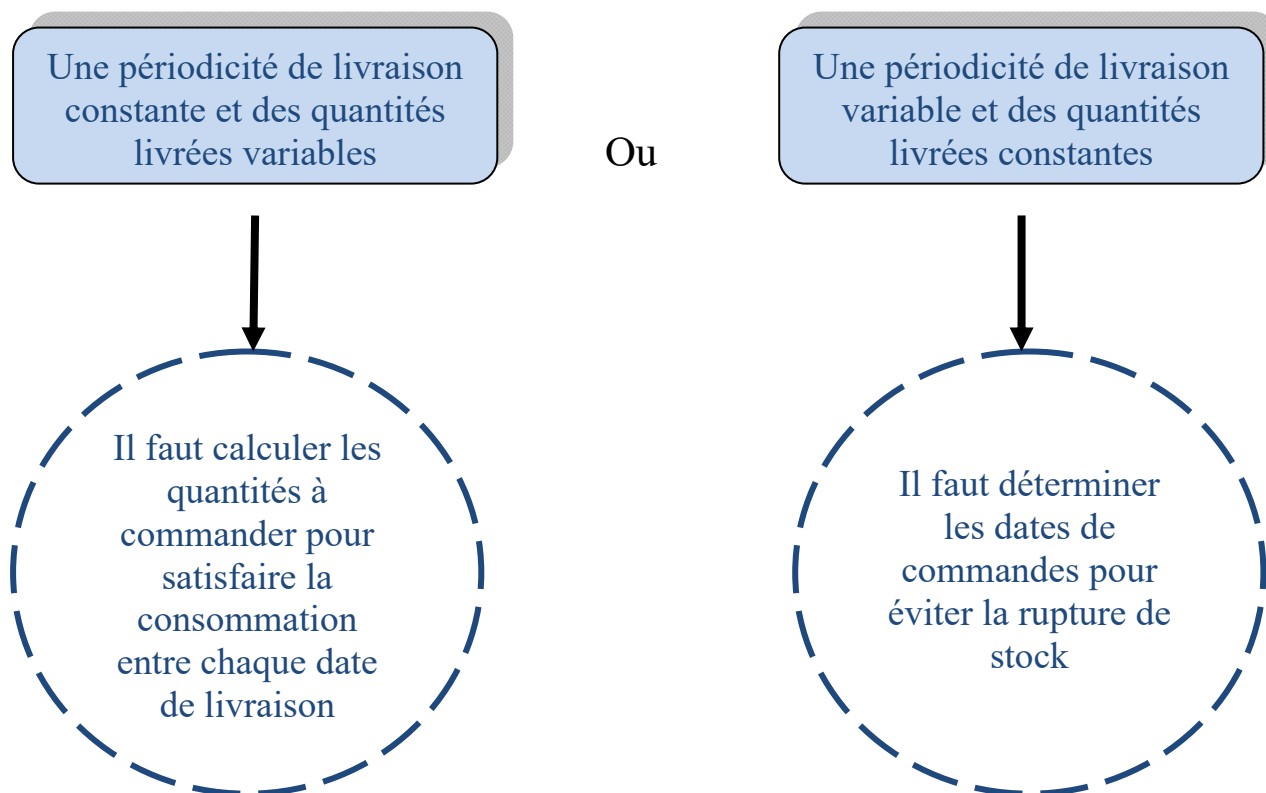 Une périodicité de livraison
constante et des quantités
livrées variables
Ou
Une périodicité de livraison
variable et des quantités
livrées constantes
Il faut calculer les
quantités à
commander pour
satisfaire la
consommation
entre chaque date
de livraison
Il faut déterminer
les dates de
commandes pour
éviter la rupture de
stock